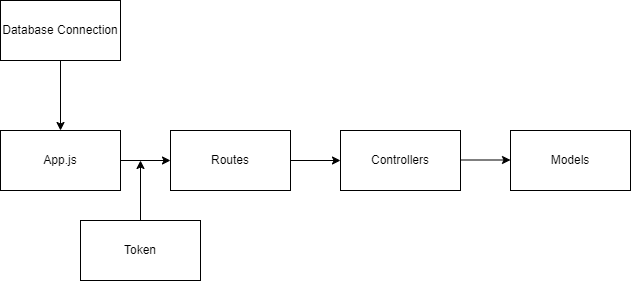 Database Connection
App.js
Routes
Controllers
Models
Token